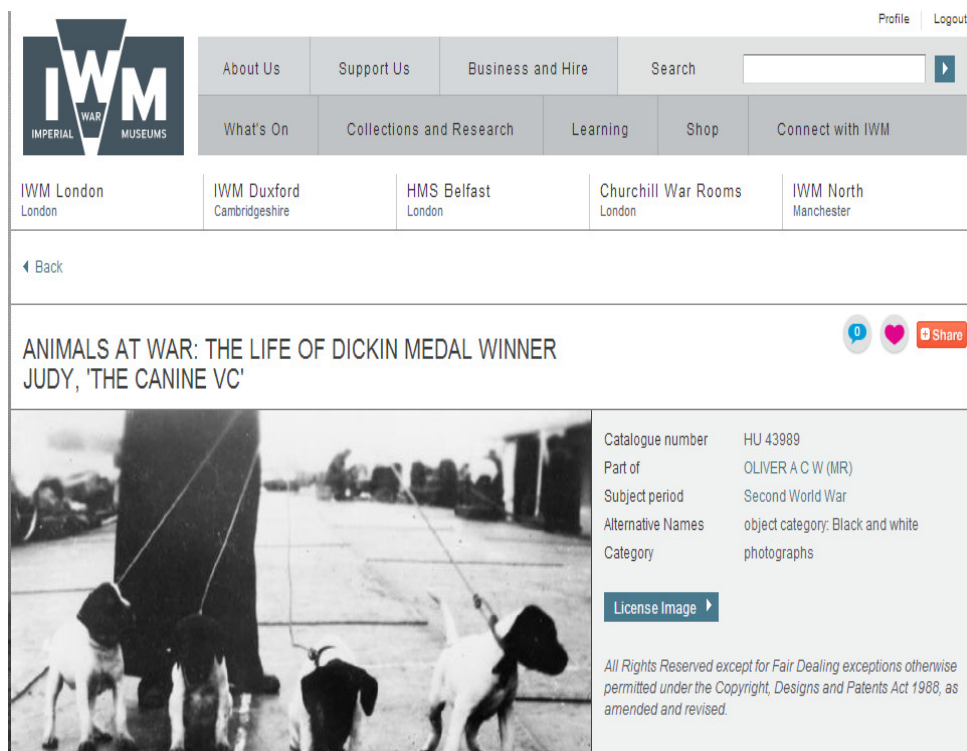 Profile Logout
IWM
IMPERIAL WAR MUSEUMS
About Us Support Us Business and Hire Search
What's On Collections and Research Learning Shop Connect with IWM
IWM London IWM Duxford HMS Belfast Churchill War Rooms IWM North
London Cambridgeshire London London Manchester
Back
0 Share
ANIMALS AT WAR: THE LIFE OF DICKIN MEDAL WINNER
JUDY, 'THE CANINE VC'
Catalogue number HU 43989
Part of OLIVER A C W (MR)
Subject period Second World War
Alternative Names object category: Black and white
Category photographs
License Image
All Rights Reserved except for Fair Dealing exceptions otherwise
permitted under the Copyright, Designs and Patents Act 1988, as
amended and revised.